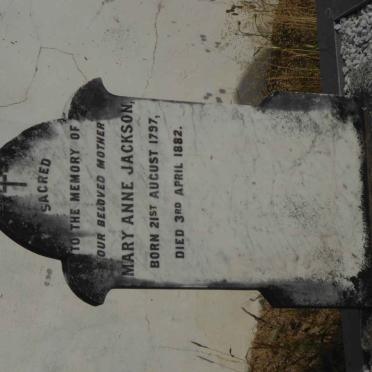 SACRED
TO THE MEMORY OF
OUR BELOVED MOTHER
MARY ANNE JACKSON,
BORN 21ST AUGUST 1797,
DIED 3RD APRIL 1882.